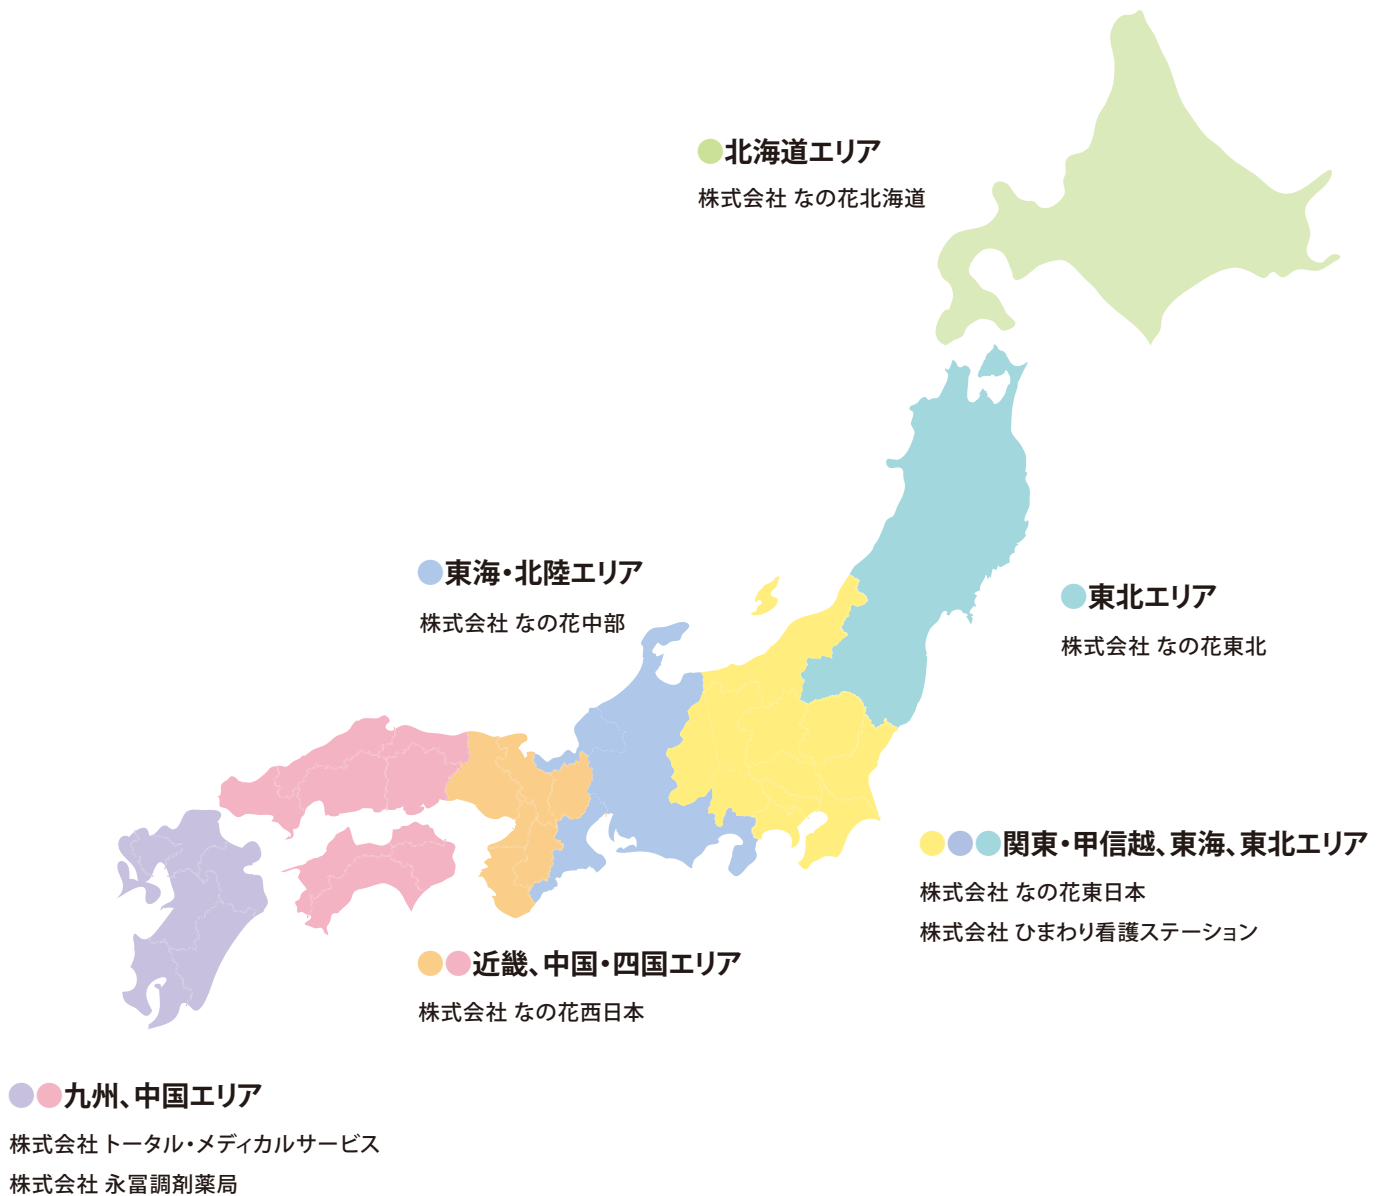 北海道エリア
株式会社 なの花北海道
東海・北陸エリア
株式会社 なの花中部
東北エリア
株式会社 なの花東北
関東・甲信越、東海、東北エリア
株式会社 なの花東日本
株式会社 ひまわり看護ステーション
近畿、中国・四国エリア
株式会社 なの花西日本
九州、中国エリア
株式会社 トータル・メディカルサービス
株式会社 永冨調剤薬局